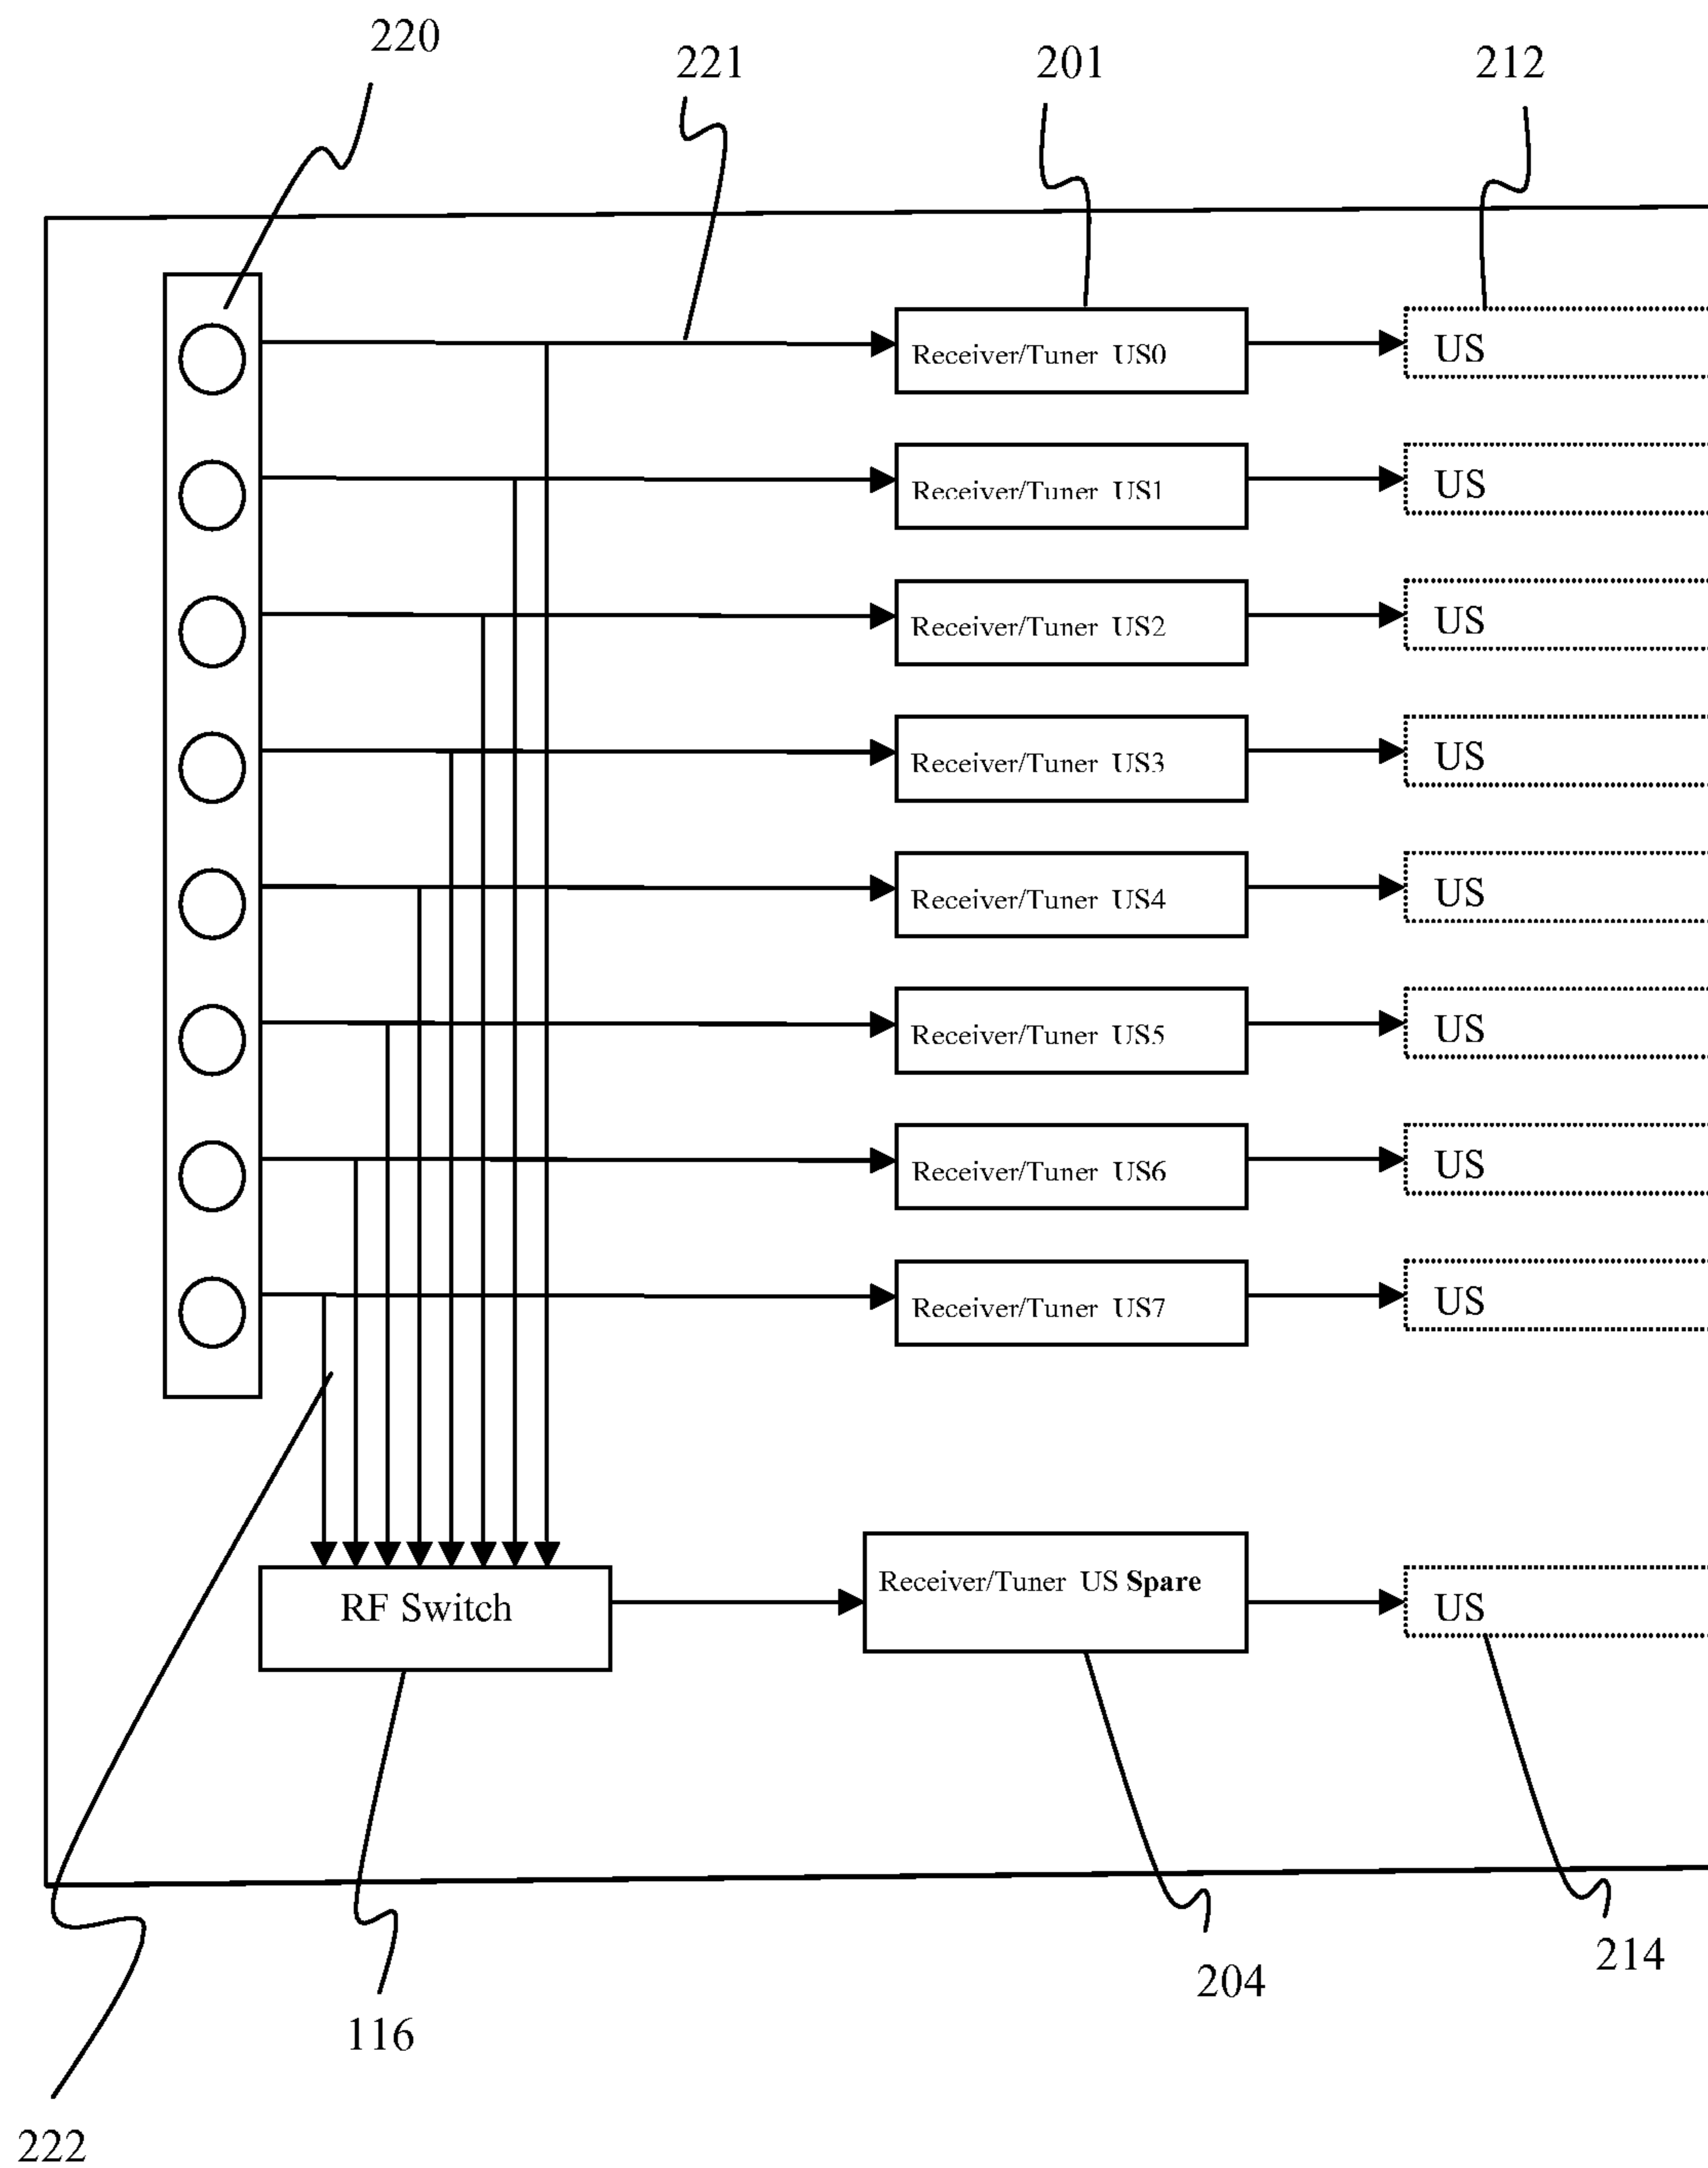 220
221
201
212
Receiver/Tuner US0
US
Receiver/Tuner US1
US
Receiver/Tuner US2
US
Receiver/Tuner US3
US
Receiver/Tuner US4
US
Receiver/Tuner US5
US
Receiver/Tuner US6
US
Receiver/Tuner US7
US
RF Switch
Receiver/Tuner US Spare
US
116
204
214
222